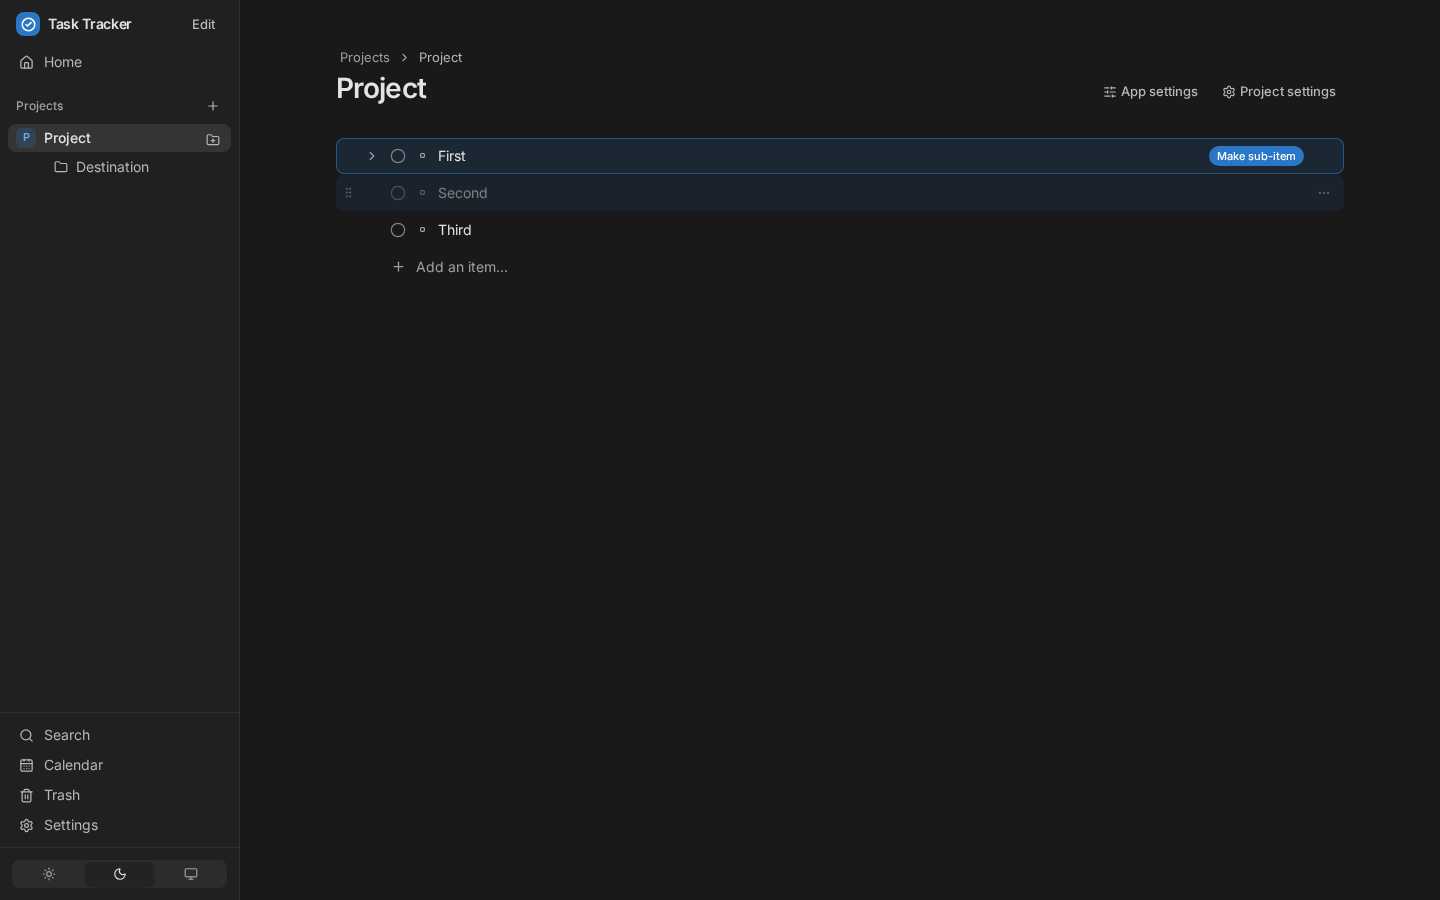 Task Tracker
Edit
Home
Projects
P Project
Destination
Search
Calendar
Trash
Settings
Projects > Project
Project
App settings
Project settings
First
Make sub-item
Second
Third
Add an item...